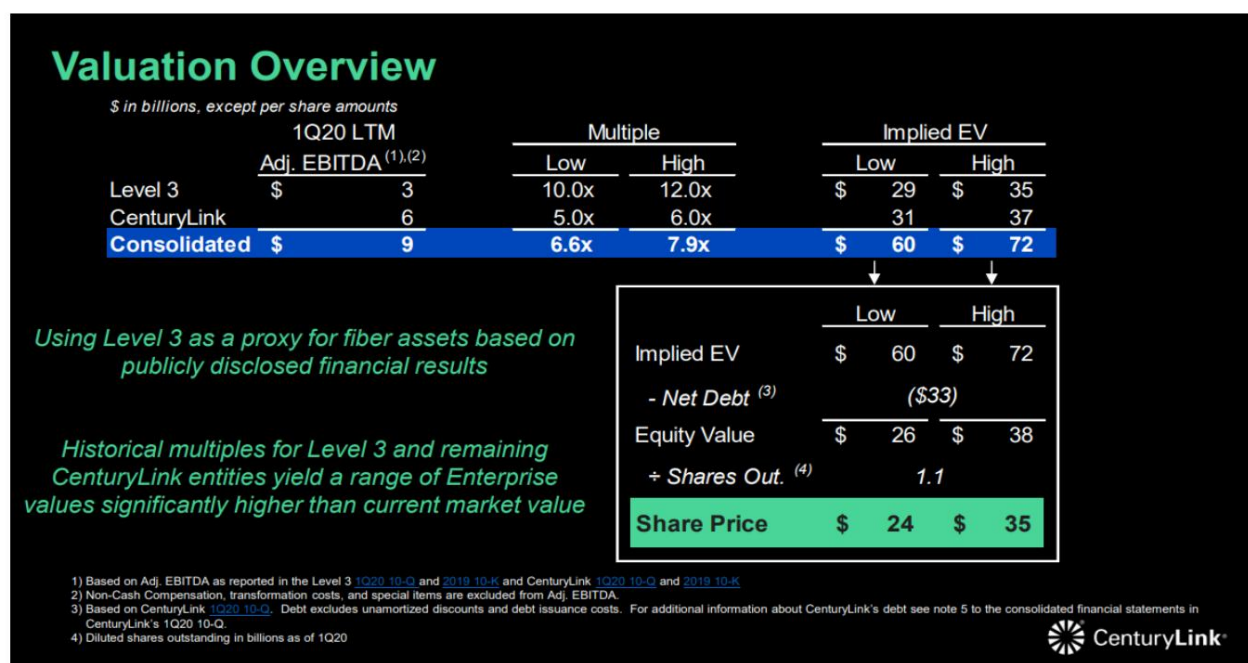 Valuation Overview
$ in billions, except per share amounts
1Q20 LTM Multiple Implied EV
Adj. EBITDA (1),(2) Low High Low High
Level 3 $ 3 10.0x 12.0x $ 29 $ 35
CenturyLink 6 5.0x 6.0x 31 37
Consolidated $ 9 6.6x 7.9x $ 60 $ 72
Using Level 3 as a proxy for fiber assets based on
publicly disclosed financial results
Historical multiples for Level 3 and remaining
CenturyLink entities yield a range of Enterprise
values significantly higher than current market value
Low High
Implied EV $ 60 $ 72
- Net Debt (3) ($33)
Equity Value $ 26 $ 38
÷ Shares Out. (4) 1.1
Share Price $ 24 $ 35
1) Based on Adj. EBITDA as reported in the Level 3 1Q20 10-Q and 2019 10-K and CenturyLink 1Q20 10-Q and 2019 10-K
2) Non-Cash Compensation, transformation costs, and special items are excluded from Adj. EBITDA.
3) Based on CenturyLink 1Q20 10-Q. Debt excludes unamortized discounts and debt issuance costs. For additional information about CenturyLink's debt see note 5 to the consolidated financial statements in
CenturyLink's 1Q20 10-Q.
4) Diluted shares outstanding in billions as of 1Q20
CenturyLink